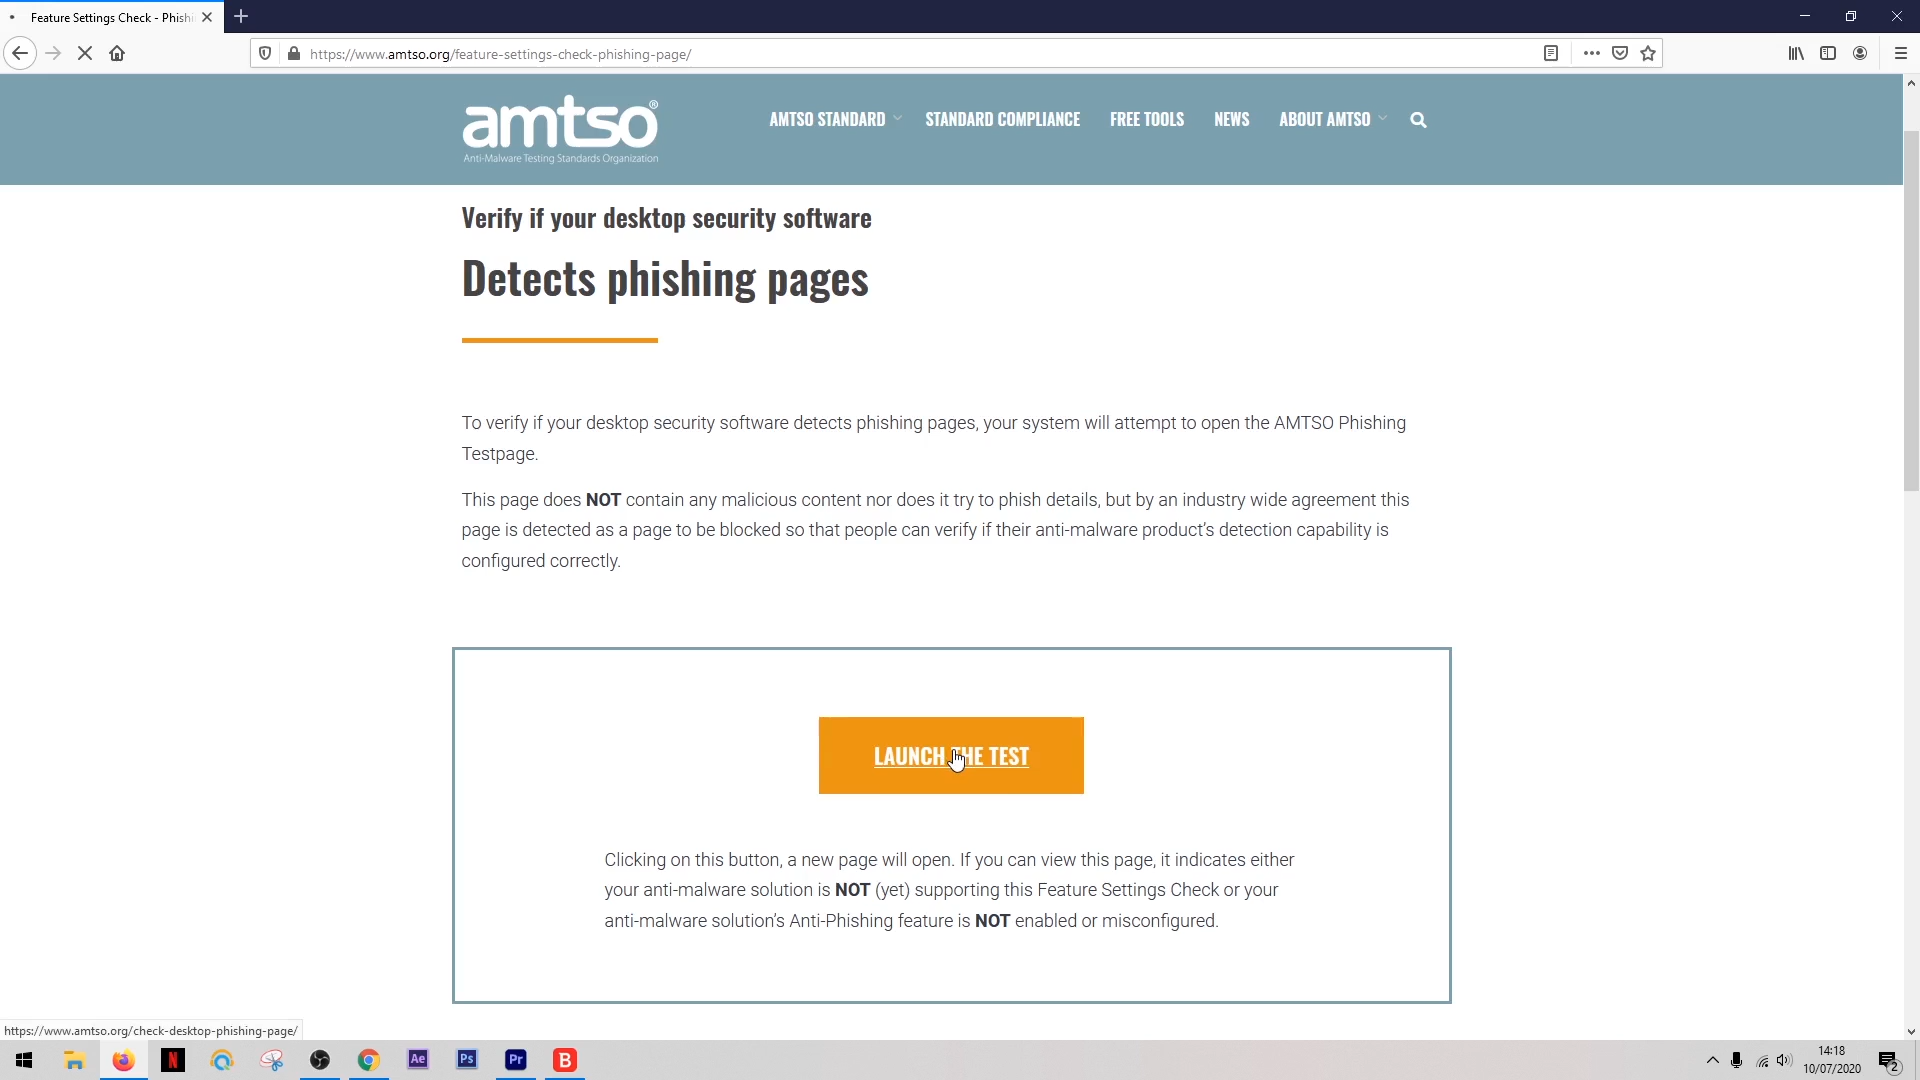 Feature Settings Check - Phishi
https://www.amtso.org/feature-settings-check-phishing-page/
amtso®
Anti-Malware Testing Standards Organization
AMTSO STANDARD
STANDARD COMPLIANCE
FREE TOOLS
NEWS
ABOUT AMTSO
Verify if your desktop security software
Detects phishing pages
To verify if your desktop security software detects phishing pages, your system will attempt to open the AMTSO Phishing
Testpage.
This page does NOT contain any malicious content nor does it try to phish details, but by an industry wide agreement this
page is detected as a page to be blocked so that people can verify if their anti-malware product's detection capability is
configured correctly.
LAUNCH THE TEST
Clicking on this button, a new page will open. If you can view this page, it indicates either
your anti-malware solution is NOT (yet) supporting this Feature Settings Check or your
anti-malware solution's Anti-Phishing feature is NOT enabled or misconfigured.
https://www.amtso.org/check-desktop-phishing-page/
N
Ae
Ps
Pr
B
14:18
10/07/2020
2